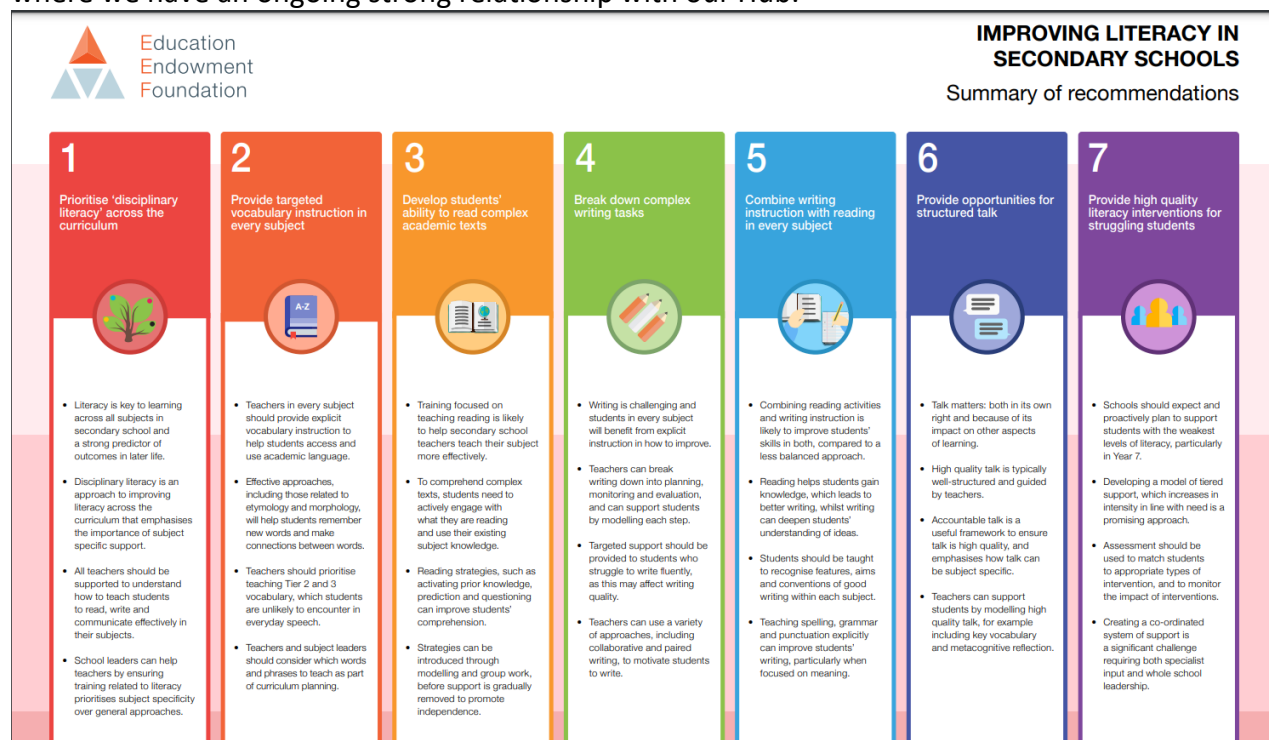 where we have an ongoing strong relationship with our Hub.
Education
Endowment
Foundation
IMPROVING LITERACY IN
SECONDARY SCHOOLS
Summary of recommendations
1
Prioritise ‘disciplinary
literacy’ across the
curriculum
• Literacy is key to learning
across all subjects in
secondary school and
a strong predictor of
outcomes in later life.
• Disciplinary literacy is an
approach to improving
literacy across the
curriculum that emphasises
the importance of subject
specific support.
• All teachers should be
supported to understand
how to teach students
to read, write and
communicate effectively in
their subjects.
• School leaders can help
teachers by ensuring
training related to literacy
prioritises subject specificity
over general approaches.
2
Provide targeted
vocabulary instruction in
every subject
A-Z
• Teachers in every subject
should provide explicit
vocabulary instruction to
help students access and
use academic language.
• Effective approaches,
including those related to
etymology and morphology,
will help students remember
new words and make
connections between words.
• Teachers should prioritise
teaching Tier 2 and 3
vocabulary, which students
are unlikely to encounter in
everyday speech.
• Teachers and subject leaders
should consider which words
and phrases to teach as part
of curriculum planning.
3
Develop students’
ability to read complex
academic texts
• Training focused on
teaching reading is likely
to help secondary school
teachers teach their subject
more effectively.
• To comprehend complex
texts, students need to
actively engage with
what they are reading
and use their existing
subject knowledge.
• Reading strategies, such as
activating prior knowledge,
prediction and questioning
can improve students’
comprehension.
• Strategies can be
introduced through
modelling and group work,
before support is gradually
removed to promote
independence.
4
Break down complex
writing tasks
• Writing is challenging and
students in every subject
will benefit from explicit
instruction in how to improve.
• Teachers can break
writing down into planning,
monitoring and evaluation,
and can support students
by modelling each step.
• Targeted support should be
provided to students who
struggle to write fluently,
as this may affect writing
quality.
• Teachers can use a variety
of approaches, including
collaborative and paired
writing, to motivate students
to write.
5
Combine writing
instruction with reading
in every subject
• Combining reading activities
and writing instruction is
likely to improve students’
skills in both, compared to a
less balanced approach.
• Reading helps students gain
knowledge, which leads to
better writing, whilst writing
can deepen students’
understanding of ideas.
• Students should be taught
to recognise features, aims
and conventions of good
writing within each subject.
• Teaching spelling, grammar
and punctuation explicitly
can improve students’
writing, particularly when
focused on meaning.
6
Provide opportunities for
structured talk
• Talk matters: both in its own
right and because of its
impact on other aspects
of learning.
• High quality talk is typically
well-structured and guided
by teachers.
• Accountable talk is a
useful framework to ensure
talk is high quality, and
emphasises how talk can
be subject specific.
• Teachers can support
students by modelling high
quality talk, for example
including key vocabulary
and metacognitive reflection.
7
Provide high quality
literacy interventions for
struggling students
• Schools should expect and
proactively plan to support
students with the weakest
levels of literacy, particularly
in Year 7.
• Developing a model of tiered
support, which increases in
intensity in line with need is a
promising approach.
• Assessment should be
used to match students
to appropriate types of
intervention, and to monitor
the impact of interventions.
• Creating a co-ordinated
system of support is
a significant challenge
requiring both specialist
input and whole school
leadership.